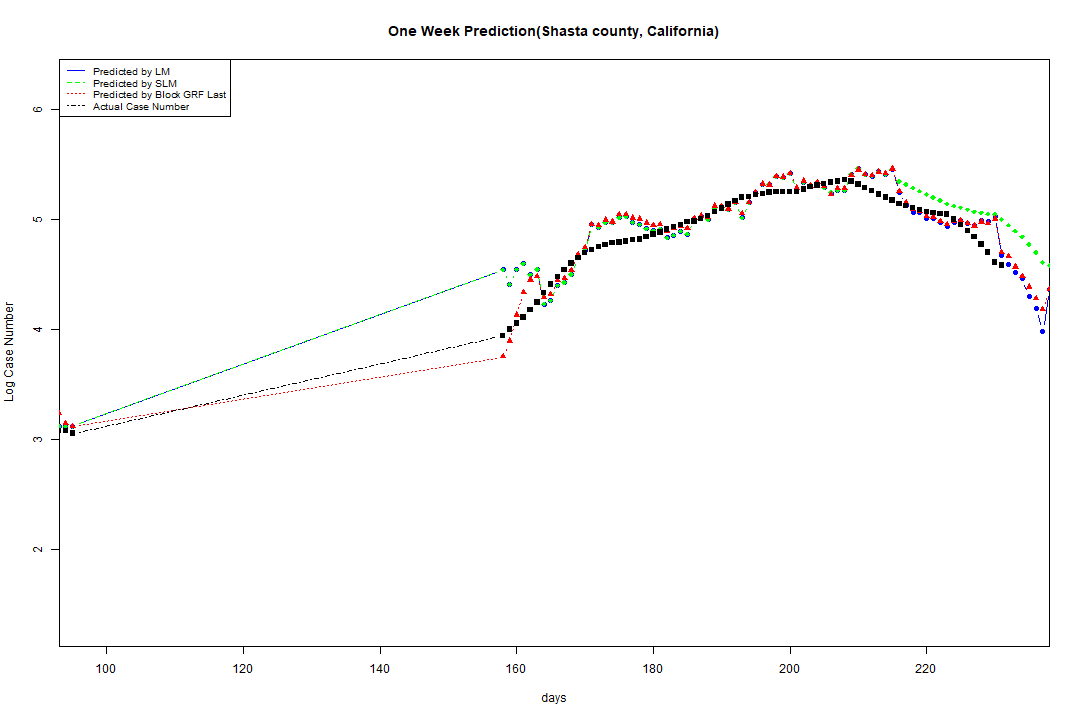 One Week Prediction(Shasta county, California)
Predicted by LM
Predicted by SLM
Predicted by Block GRF Last
Actual Case Number
6
5
4
3
2
Log Case Number
100 120 140 160 180 200 220
days